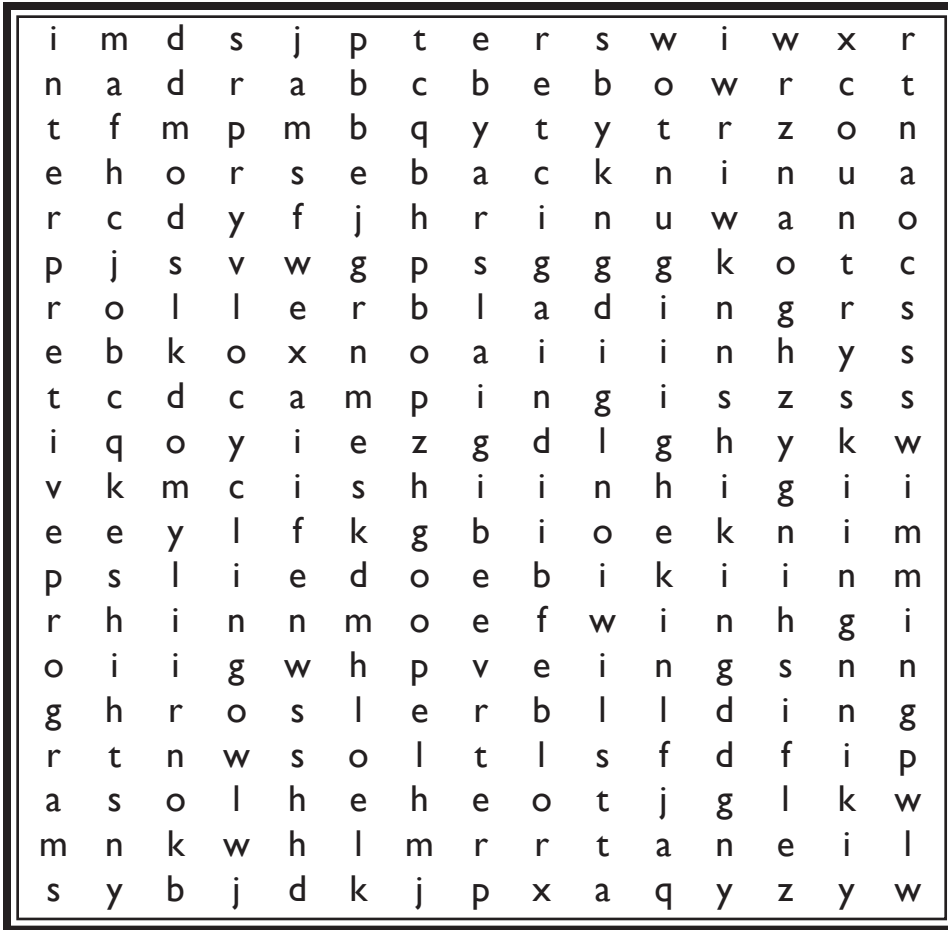 i m d s j p t e r s w i w x r
n a d r a b c b e b o w r c t
t f m p m b q y t y t r z o n
e h o r s e b a c k n i n u a
r c d y f j h r i n u w a n o
p j s v w g p s g g g k o t c
r o l l e r b l a d i n g r s
e b k o x n o a i i i n h y s
t c d c a m p i n g i s z s s
i q o y i e z g d l g h y k w
v k m c i s h i i n h i g i i
e e y l f k g b i o e k n i m
p s l i e d o e b i k i i n m
r h i n n m o e f w i n h g i
o i i g w h p v e i n g s n n
g h r o s l e r b l l d i n g
r t n w s o l t l s f d f i p
a s o l h e h e o t j g l k w
m n k w h l m r r t a n e i l
s y b j d k j p x a q y z y w